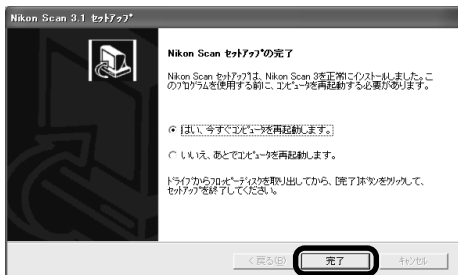 Nikon Scan 3.1 ｾｯﾄｱｯﾌﾟ
Nikon Scan ｾｯﾄｱｯﾌﾟの完了
Nikon Scan ｾｯﾄｱｯﾌﾟは、Nikon Scan 3を正常にｲﾝｽﾄｰﾙしました。こ
のﾌﾟﾛｸﾞﾗﾑを使用する前に、ｺﾝﾋﾟｭｰﾀを再起動する必要があります。
はい、今すぐｺﾝﾋﾟｭｰﾀを再起動します。
いいえ、あとでｺﾝﾋﾟｭｰﾀを再起動します。
ﾄﾞﾗｲﾌﾞからﾌﾛｯﾋﾟｰﾃﾞｨｽｸを取り出してから、[完了]ﾎﾞﾀﾝをｸﾘｯｸして、
ｾｯﾄｱｯﾌﾟを終了してください。
< 戻る(B)
完了
ｷｬﾝｾﾙ